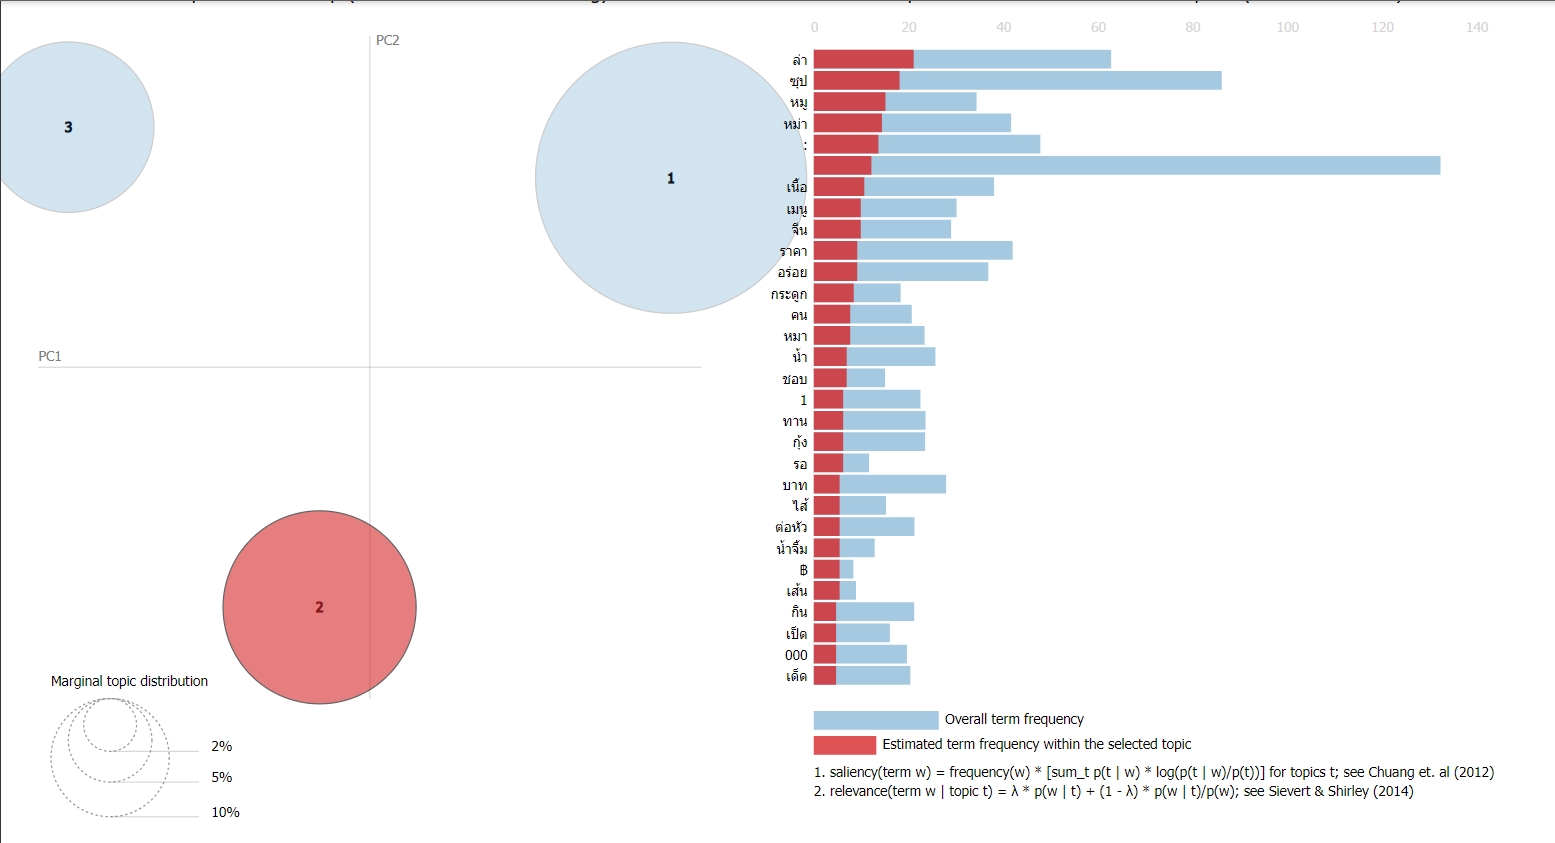 PC2
3
1
PC1
2
Marginal topic distribution
2%
5%
10%
0 20 40 60 80 100 120 140
ล่า
ซุป
หมู
หม่า
:
เนื้อ
เมนู
จีน
ราคา
อร่อย
กระดูก
คน
หมา
น้ำ
ชอบ
1
ทาน
กุ้ง
รอ
บาท
ไส้
ต่อหัว
น้ำจิ้ม
฿
เส้น
กิน
เป็ด
000
เด็ด
Overall term frequency
Estimated term frequency within the selected topic
1. saliency(term w) = frequency(w) * [sum_t p(t | w) * log(p(t | w)/p(t))] for topics t; see Chuang et. al (2012)
2. relevance(term w | topic t) = λ * p(w | t) + (1 - λ) * p(w | t)/p(w); see Sievert & Shirley (2014)